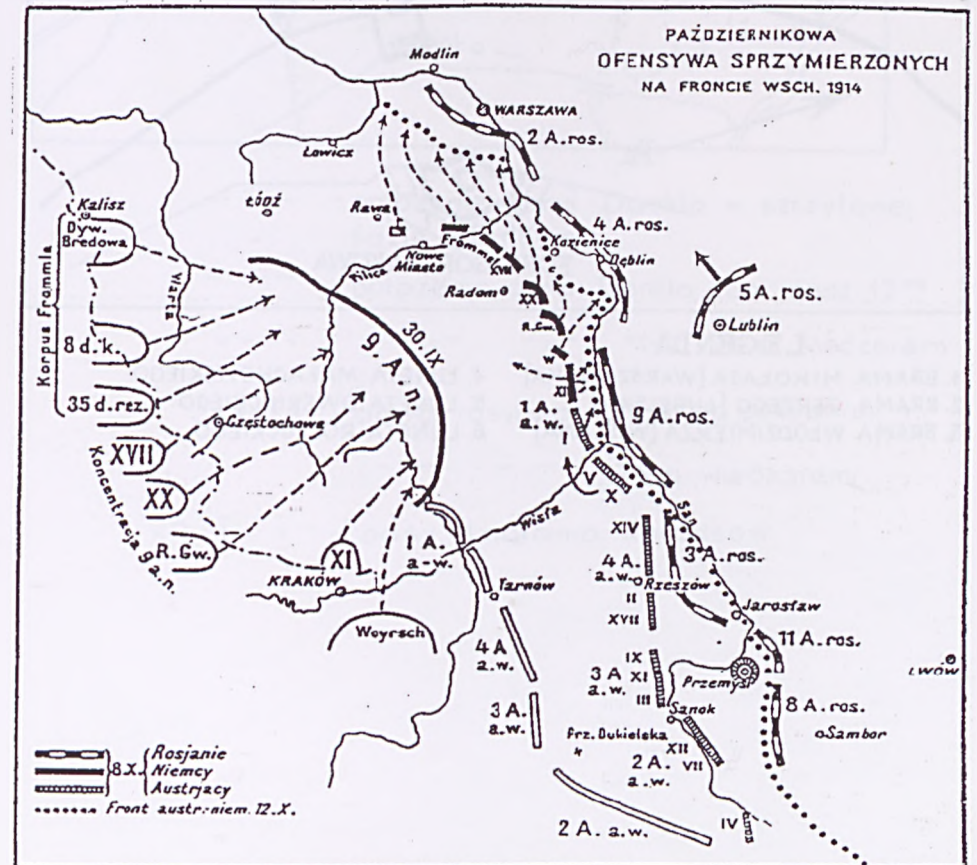 PAŹDZIERNIKOWA
OFENSYWA SPRZYMIERZONYCH
NA FRONCIE WSCH. 1914
Modlin
WARSZAWA
2 A. ros.
Łowicz
ŁÓDŹ
Rawa
4 A. ros.
Kozienice
Dęblin
Kalisz
Dyw.
Bredowa
Nowe
Miasto
Pilica
Fromm
XVII
Radom
XX
R.Gw.
5 A. ros.
Lublin
Korpus Frommla
Warta
8 d. k.
30. IX
9. A. n.
35 d. rez.
Częstochowa
1 A.
a.w.
9 A. ros.
XVII
XX
Koncentracja 9 a.n.
R. Gw.
XI
KRAKÓW
1 A.
a-w.
Woyrsch
V
X
San
Wisła
XIV
4 A
a.w.
II
XVII
Rzeszów
3 A. ros.
Tarnów
Jarosław
11 A. ros.
4 A
a.w.
IX
3 A
XI
a.w.
III
Przemyśl
LWÓW
3 A.
a.w.
Sanok
8 A. ros.
Sambor
Prz. Dukielska
XII
2 A.
VII
a.w.
2 A. a.w.
IV
Rosjanie
8.X.
Niemcy
Austrjacy
Front austr.-niem. 12. X.